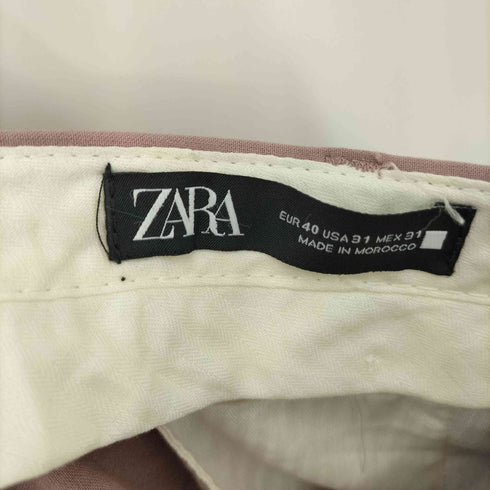 ZARA
EUR 40 USA 31 MEX 31
MADE IN MOROCCO